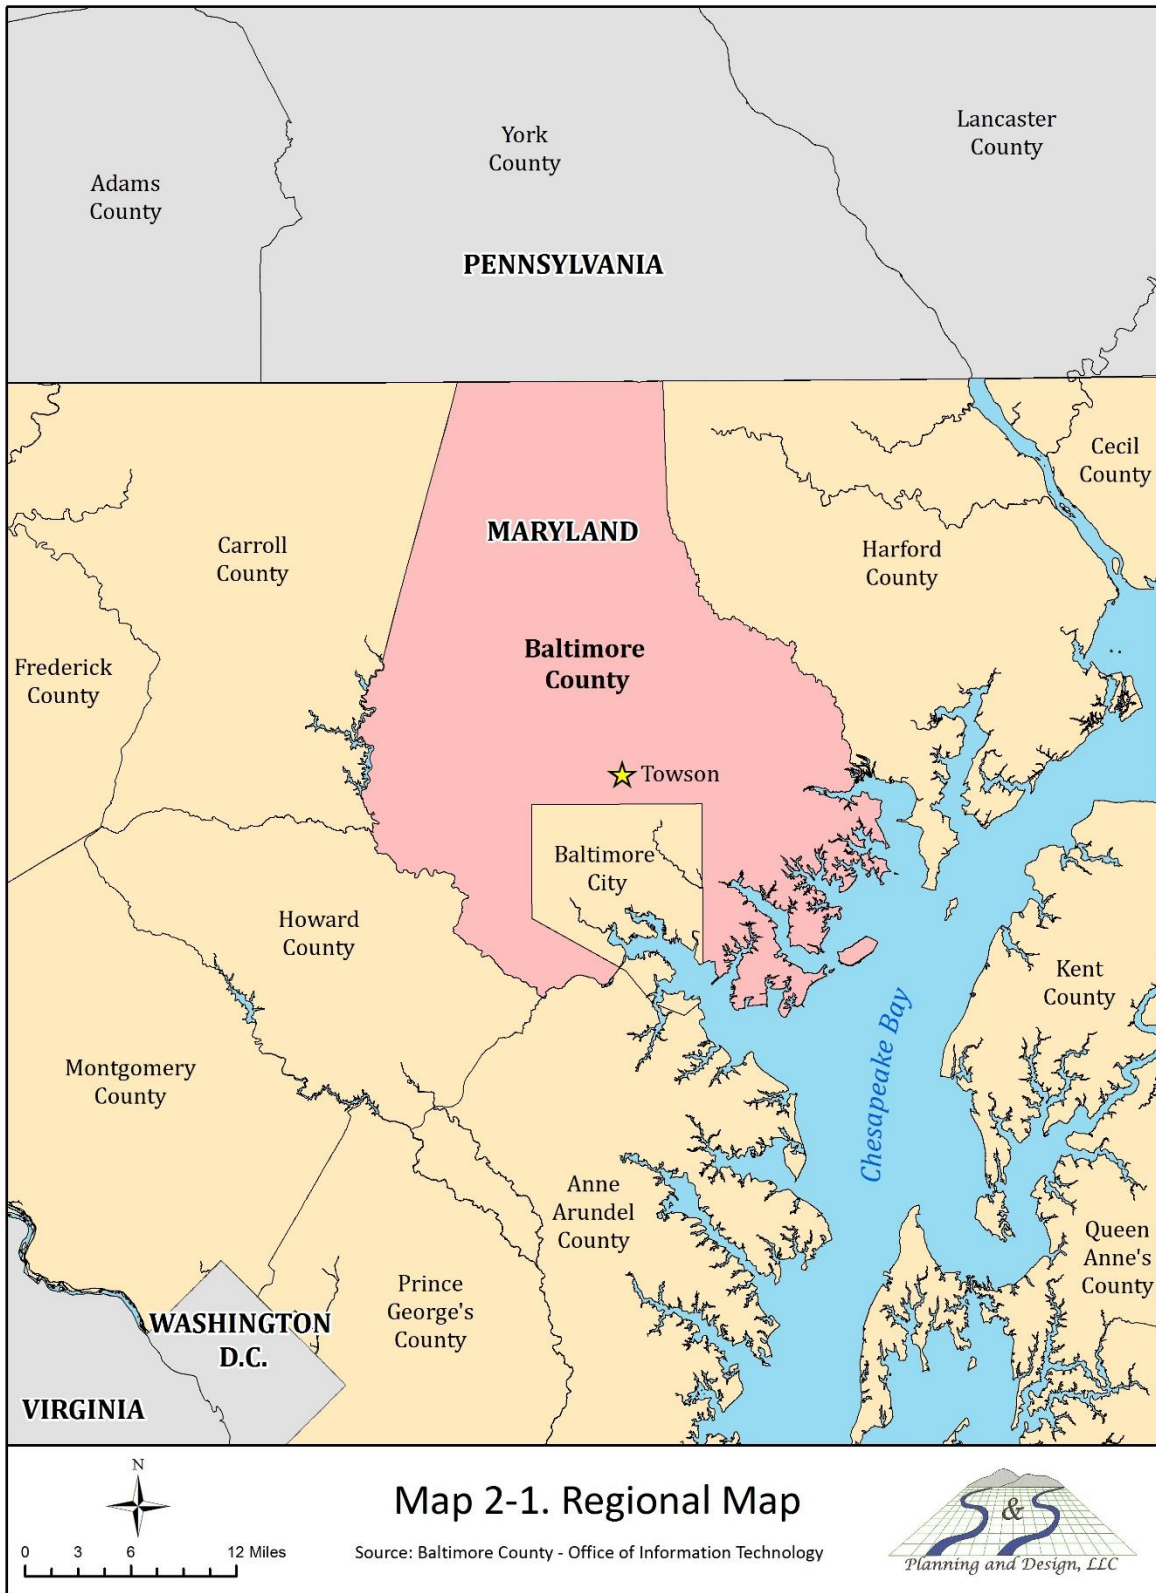 York
County
Lancaster
County
Adams
County
PENNSYLVANIA
Cecil
County
MARYLAND
Carroll
County
Harford
County
Baltimore
County
Frederick
County
Towson
Baltimore
City
Howard
County
Kent
County
Montgomery
County
Chesapeake Bay
Anne
Arundel
County
Queen
Anne's
County
Prince
George's
County
WASHINGTON
D.C.
VIRGINIA
N
0 3 6 12 Miles
Map 2-1. Regional Map
Source: Baltimore County - Office of Information Technology
S & S
Planning and Design, LLC